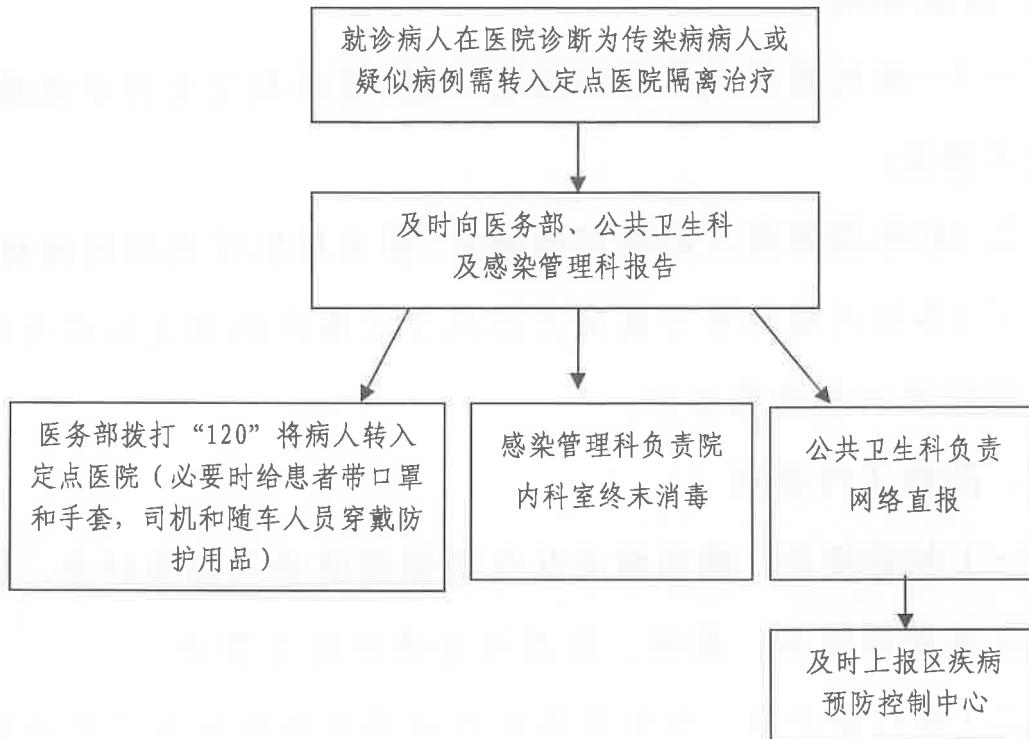 就诊病人在医院诊断为传染病病人或
疑似病例需转入定点医院隔离治疗
及时向医务部、公共卫生科
及感染管理科报告
医务部拨打“120”将病人转入
定点医院（必要时给患者带口罩
和手套，司机和随车人员穿戴防
护用品）
感染管理科负责院
内科室终末消毒
公共卫生科负责
网络直报
及时上报区疾病
预防控制中心